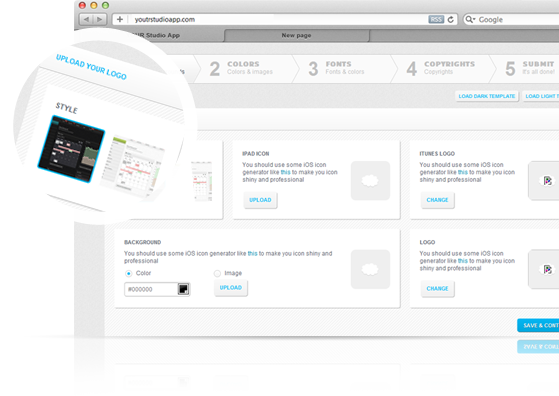 youtrstudioapp.com
RSS
Google
UR Studio App
New page
UPLOAD YOUR LOGO
2 COLORS
Colors & images
3 FONTS
Fonts & colors
4 COPYRIGHTS
Copyrights
5 SUBMIT
It's all done!
LOAD DARK TEMPLATE
LOAD LIGHT T
STYLE
IPAD ICON
You should use some iOS icon
generator like this to make you icon
shiny and professional
UPLOAD
ITUNES LOGO
You should use some iOS icon
generator like this to make you icon
shiny and professional
CHANGE
BACKGROUND
You should use some iOS icon generator like this to make you icon shiny and
professional
Color
Image
#000000
UPLOAD
LOGO
You should use some iOS icon
generator like this to make you icon
shiny and professional
CHANGE
SAVE & CONT